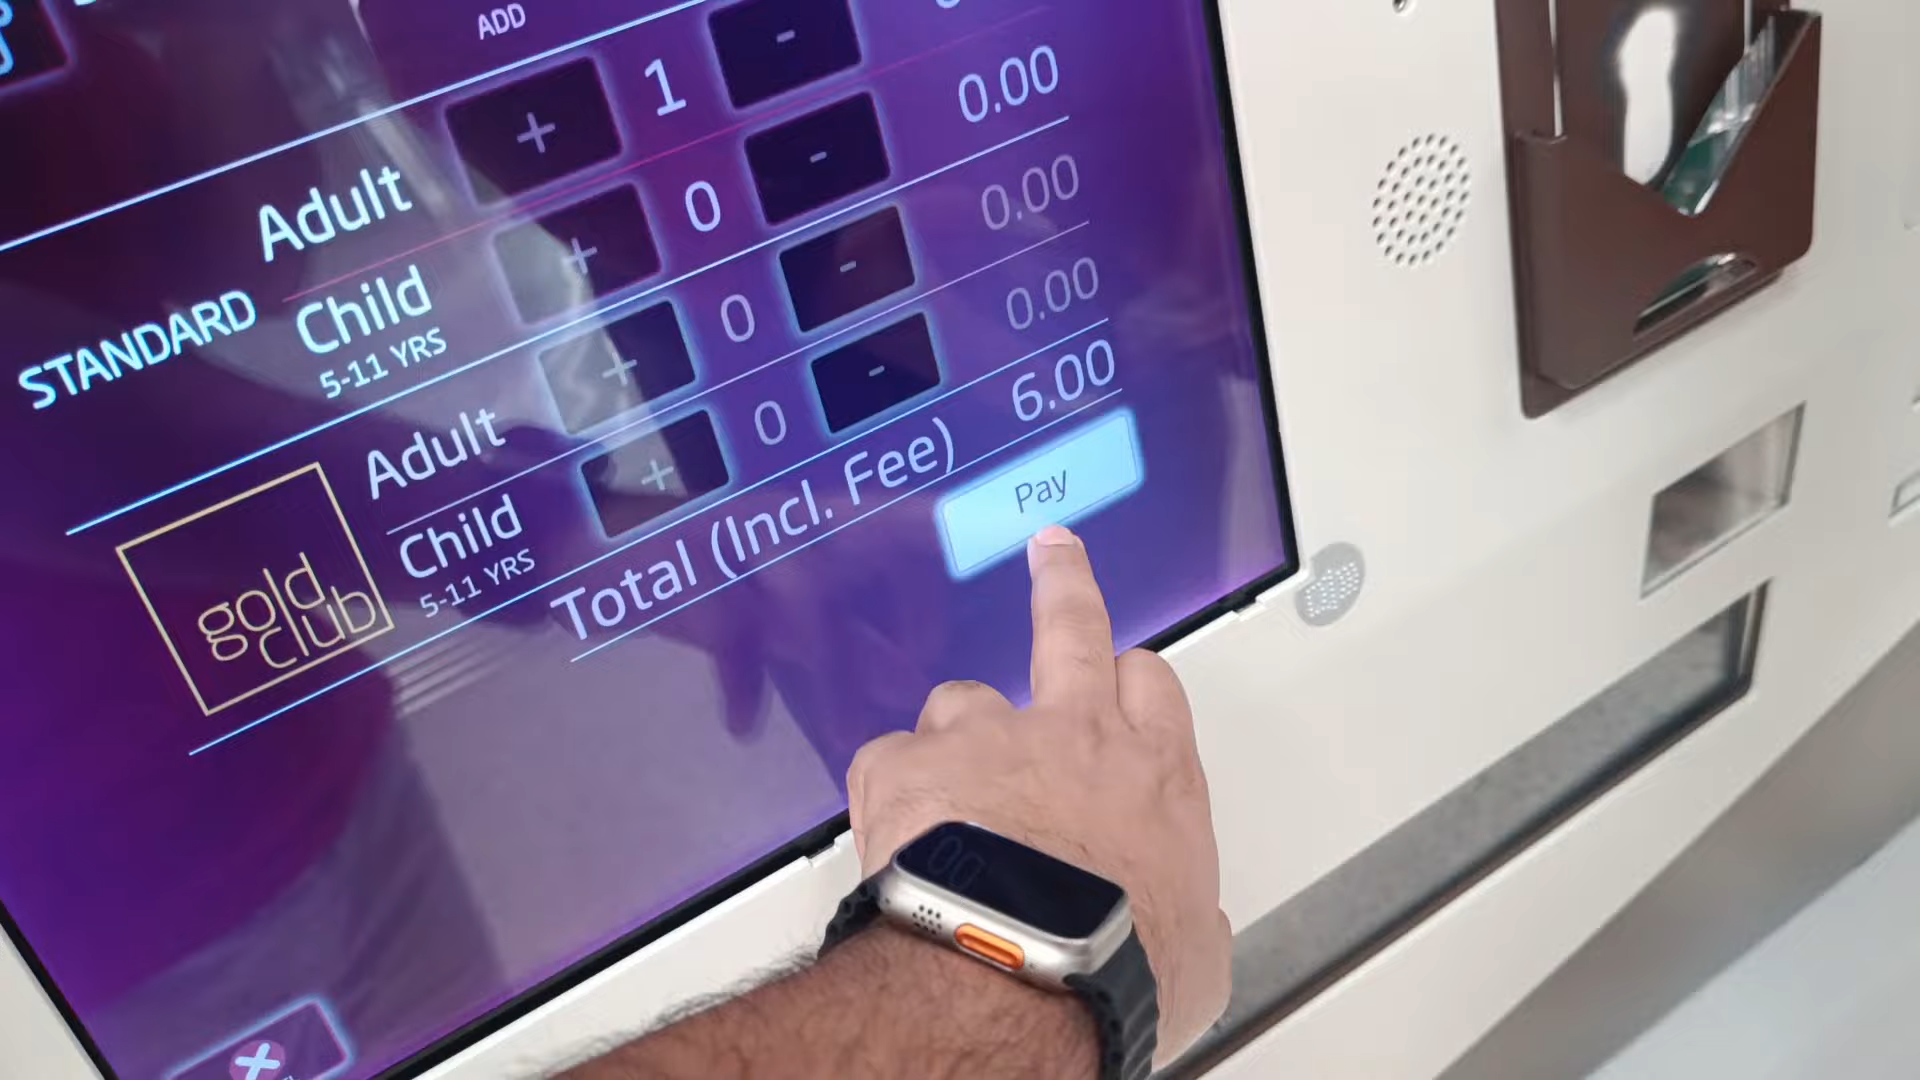 ADD
STANDARD
Adult + 1 -
Child + 0 - 0.00
5-11 YRS
gold club
Adult + 0 - 0.00
Child + 0 - 0.00
5-11 YRS
Total (Incl. Fee) 6.00
Pay